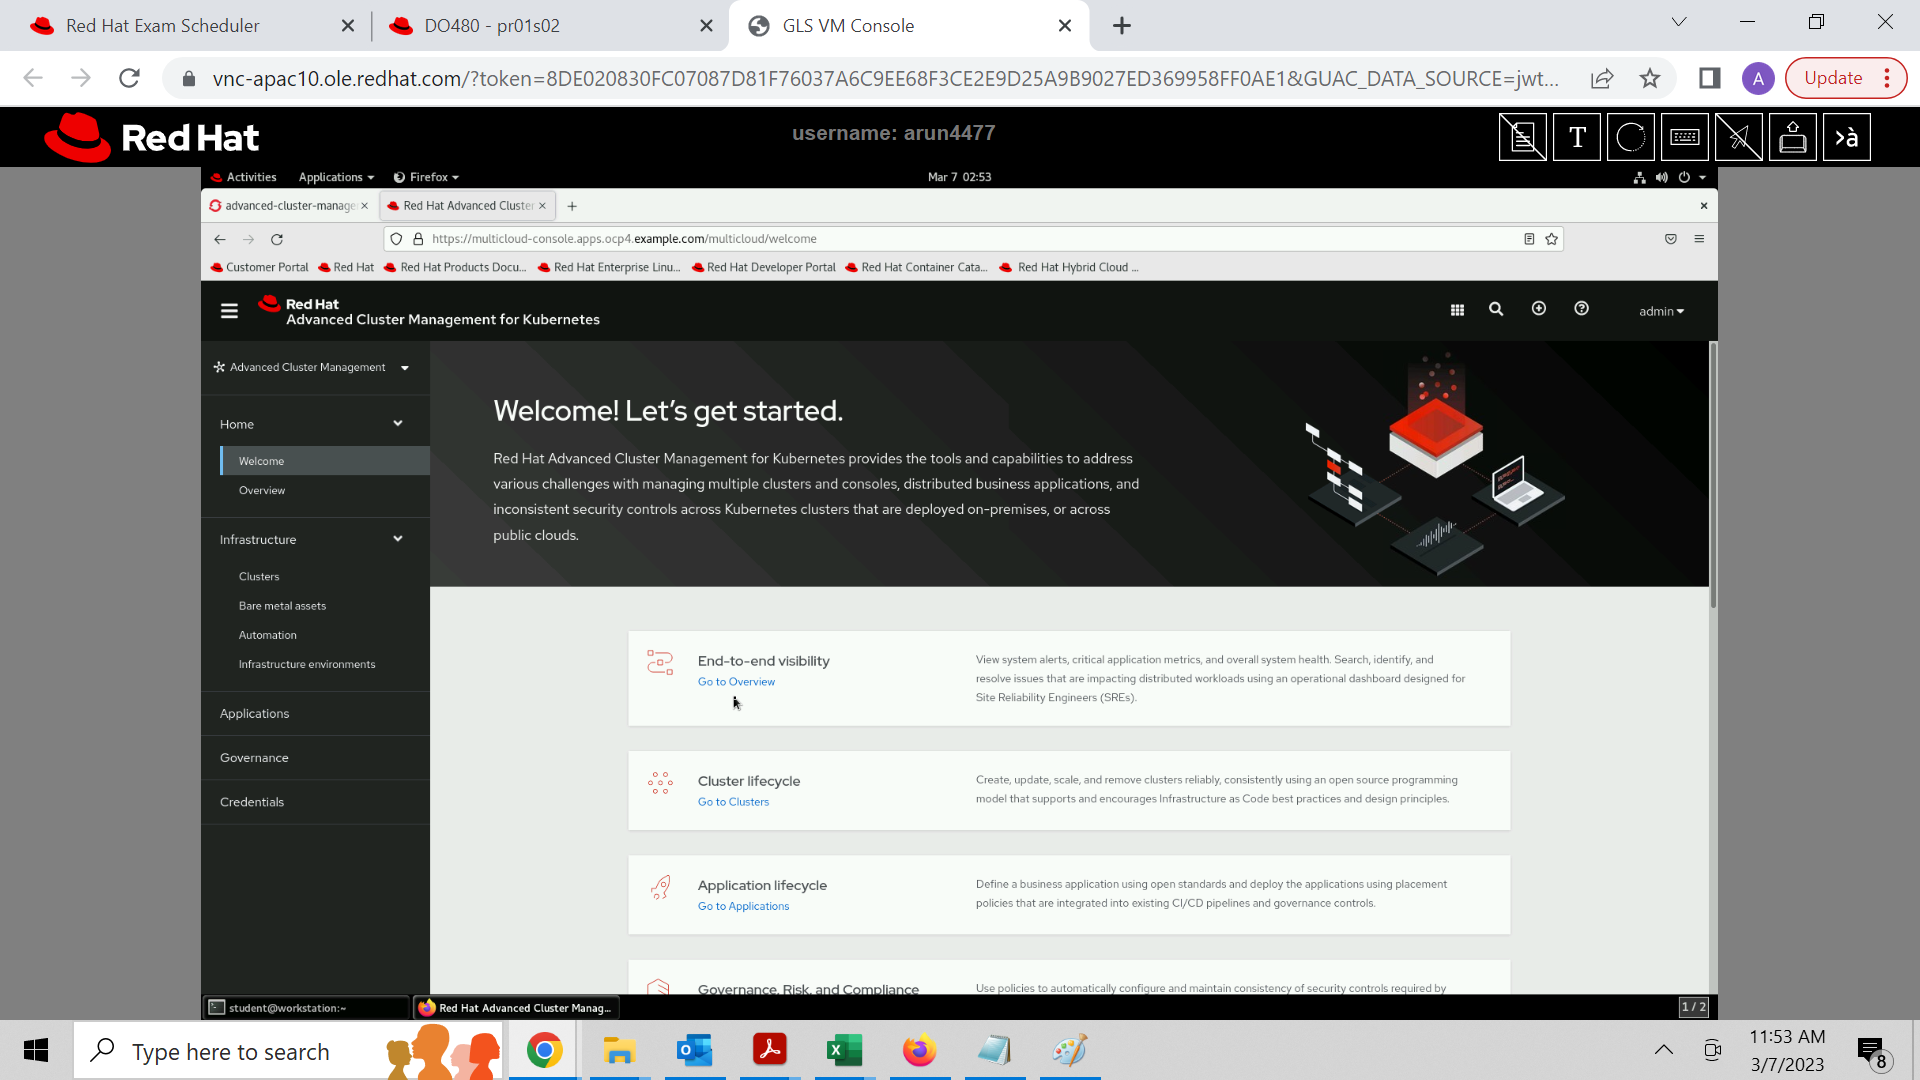 Red Hat Exam Scheduler
DO480 - pr01s02
GLS VM Console
vnc-apac10.ole.redhat.com/?token=8DE020830FC07087D81F76037A6C9EE68F3CE2E9D25A9B9027ED369958FF0AE1&GUAC_DATA_SOURCE=jwt...
A
Update
Red Hat
username: arun4477
T
›à
Activities
Applications
Firefox
Mar 7 02:53
advanced-cluster-manage
Red Hat Advanced Cluster
https://multicloud-console.apps.ocp4.example.com/multicloud/welcome
Customer Portal
Red Hat
Red Hat Products Docu...
Red Hat Enterprise Linu...
Red Hat Developer Portal
Red Hat Container Cata...
Red Hat Hybrid Cloud ...
Red Hat
Advanced Cluster Management for Kubernetes
admin
Advanced Cluster Management
Home
Welcome
Overview
Infrastructure
Clusters
Bare metal assets
Automation
Infrastructure environments
Applications
Governance
Credentials
Welcome! Let's get started.
Red Hat Advanced Cluster Management for Kubernetes provides the tools and capabilities to address
various challenges with managing multiple clusters and consoles, distributed business applications, and
inconsistent security controls across Kubernetes clusters that are deployed on-premises, or across
public clouds.
End-to-end visibility
Go to Overview
View system alerts, critical application metrics, and overall system health. Search, identify, and
resolve issues that are impacting distributed workloads using an operational dashboard designed for
Site Reliability Engineers (SREs).
Cluster lifecycle
Go to Clusters
Create, update, scale, and remove clusters reliably, consistently using an open source programming
model that supports and encourages Infrastructure as Code best practices and design principles.
Application lifecycle
Go to Applications
Define a business application using open standards and deploy the applications using placement
policies that are integrated into existing CI/CD pipelines and governance controls.
Governance, Risk, and Compliance
Use policies to automatically configure and maintain consistency of security controls required by
student@workstation:~
Red Hat Advanced Cluster Manag...
1 / 2
Type here to search
11:53 AM
3/7/2023
8